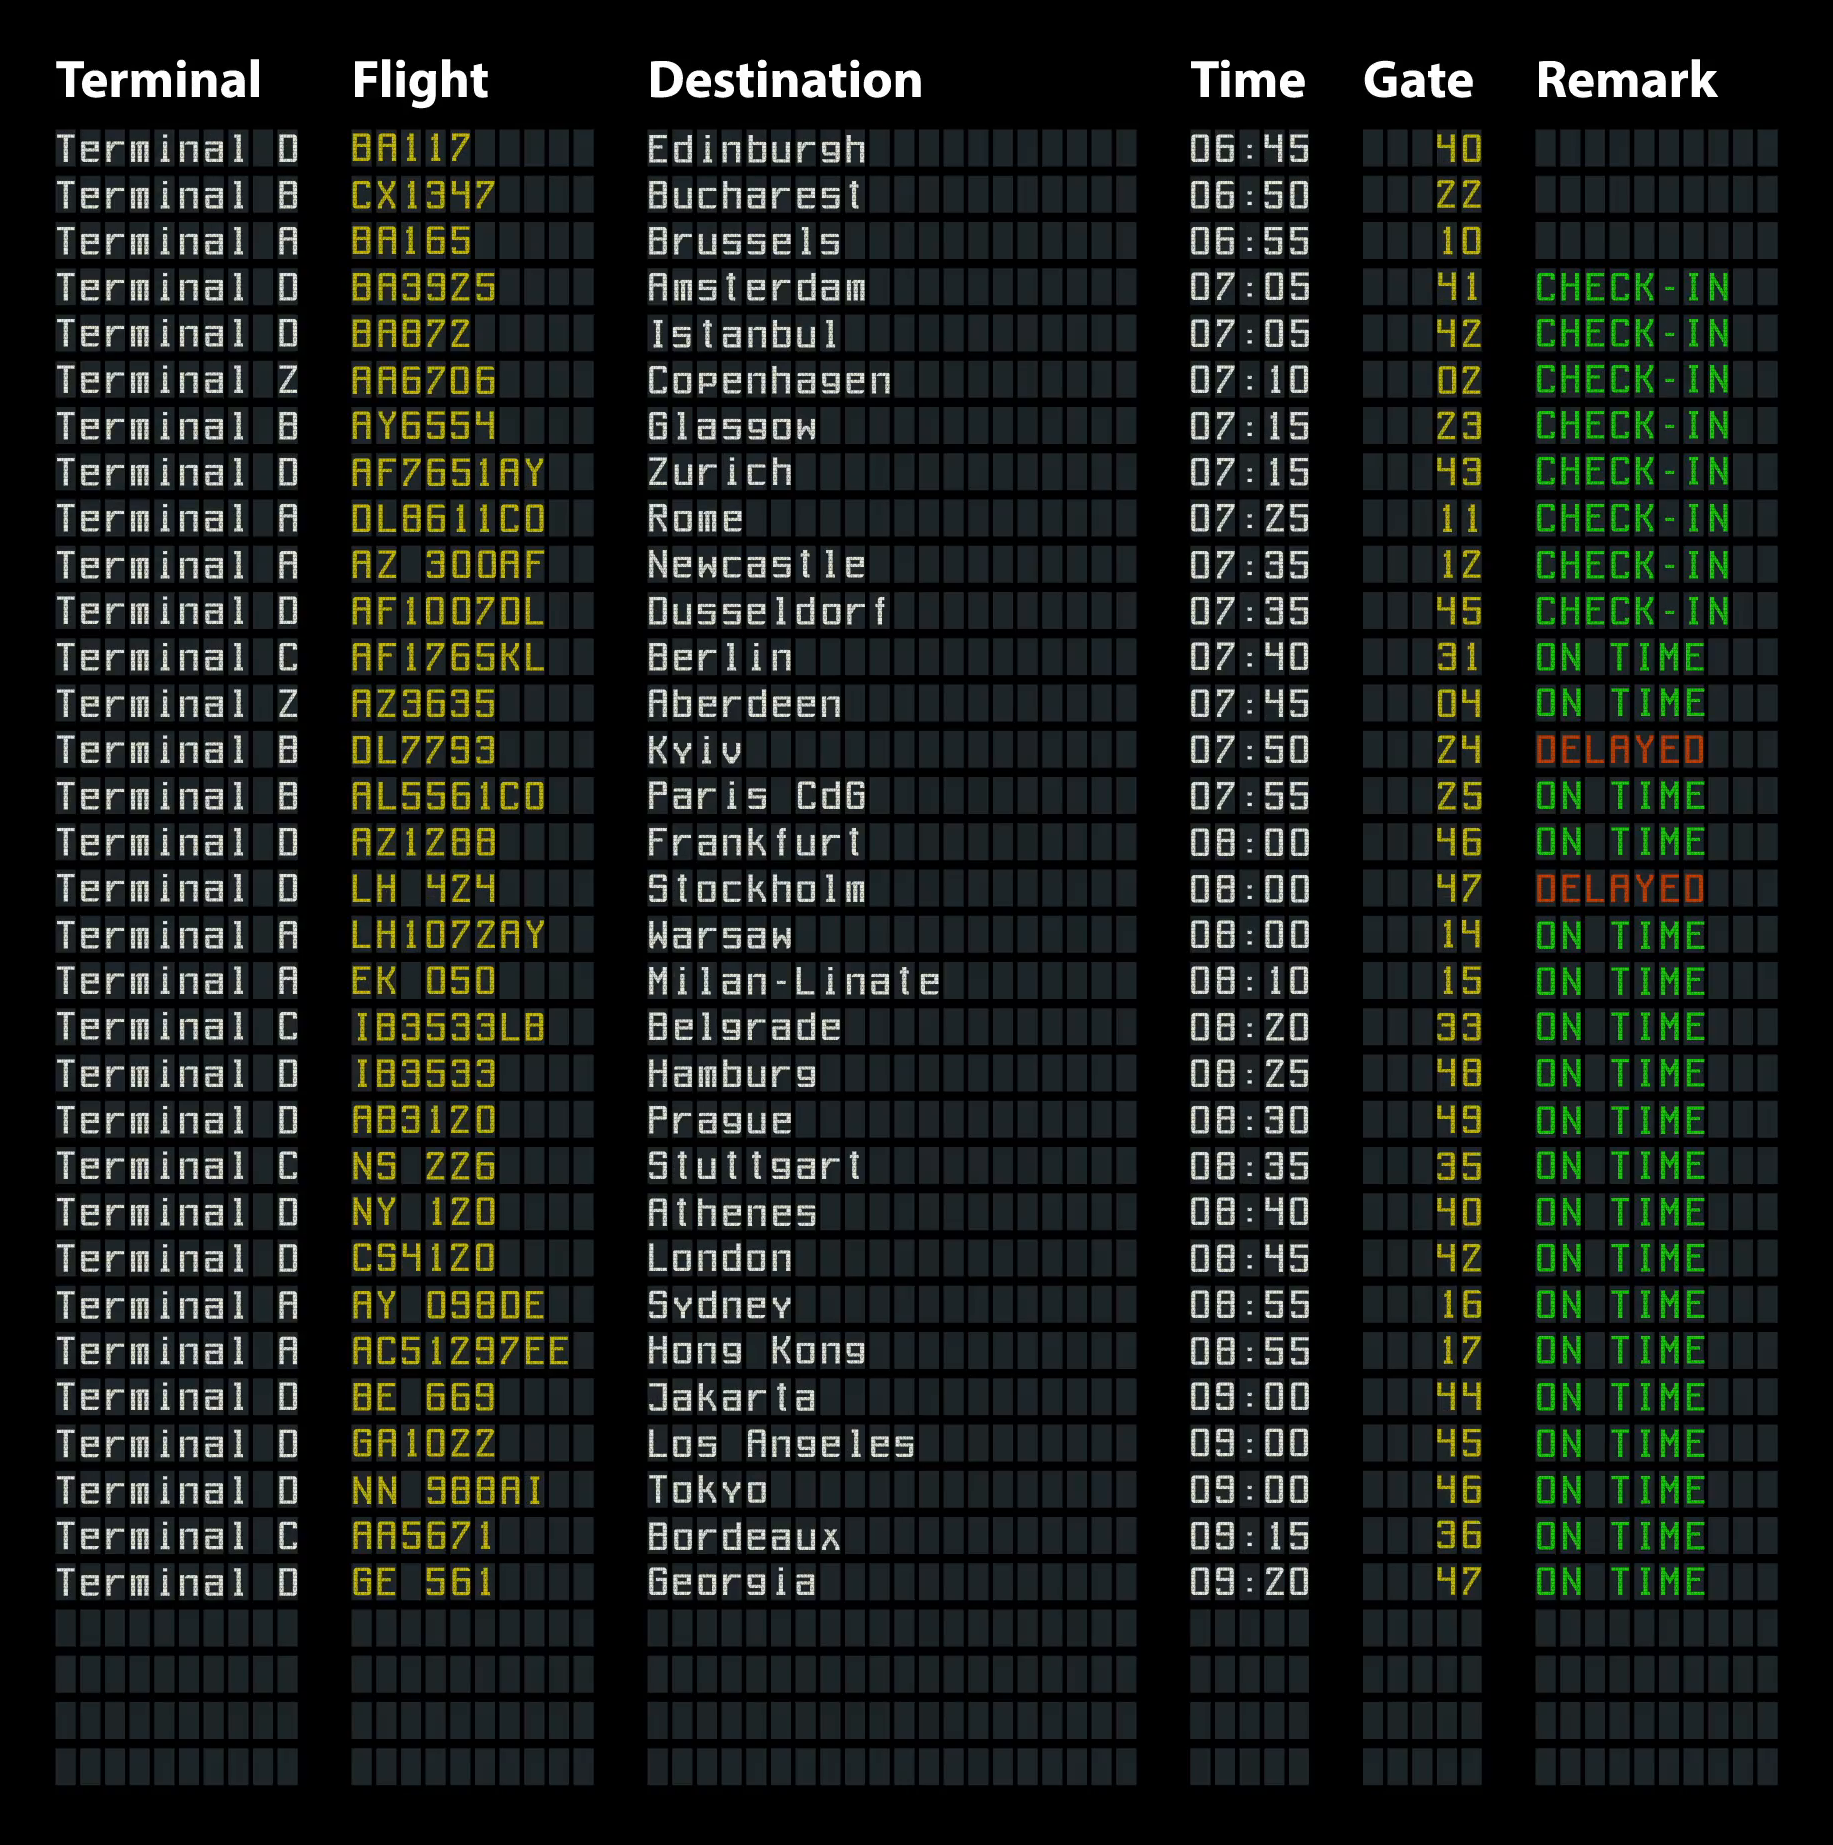 Terminal Flight Destination Time Gate Remark
Terminal D BA117 Edinburgh 06:45 40
Terminal B CX1347 Bucharest 06:50 22
Terminal A BA165 Brussels 06:55 10
Terminal D BA3925 Amsterdam 07:05 41 CHECK-IN
Terminal D BA872 Istanbul 07:05 42 CHECK-IN
Terminal Z AA6706 Copenhagen 07:10 02 CHECK-IN
Terminal B AY6554 Glasgow 07:15 23 CHECK-IN
Terminal D AF7651AY Zurich 07:15 43 CHECK-IN
Terminal A DL8611CO Rome 07:25 11 CHECK-IN
Terminal A AZ 300AF Newcastle 07:35 12 CHECK-IN
Terminal D AF1007DL Dusseldorf 07:35 45 CHECK-IN
Terminal C AF1765KL Berlin 07:40 31 ON TIME
Terminal Z AZ3635 Aberdeen 07:45 04 ON TIME
Terminal B DL7793 Kyiv 07:50 24 DELAYED
Terminal B AL5561CO Paris CdG 07:55 25 ON TIME
Terminal D AZ1288 Frankfurt 08:00 46 ON TIME
Terminal D LH 424 Stockholm 08:00 47 DELAYED
Terminal A LH1072AY Warsaw 08:00 14 ON TIME
Terminal A EK 050 Milan-Linate 08:10 15 ON TIME
Terminal C IB3533LB Belgrade 08:20 33 ON TIME
Terminal D IB3533 Hamburg 08:25 48 ON TIME
Terminal D AB3120 Prague 08:30 49 ON TIME
Terminal C NS 226 Stuttgart 08:35 35 ON TIME
Terminal D NY 120 Athenes 08:40 40 ON TIME
Terminal D CS4120 London 08:45 42 ON TIME
Terminal A AY 098DE Sydney 08:55 16 ON TIME
Terminal A AC51297EE Hong Kong 08:55 17 ON TIME
Terminal D BE 669 Jakarta 09:00 44 ON TIME
Terminal D GA1022 Los Angeles 09:00 45 ON TIME
Terminal D NN 988AI Tokyo 09:00 46 ON TIME
Terminal C AA5671 Bordeaux 09:15 36 ON TIME
Terminal D GE 561 Georgia 09:20 47 ON TIME